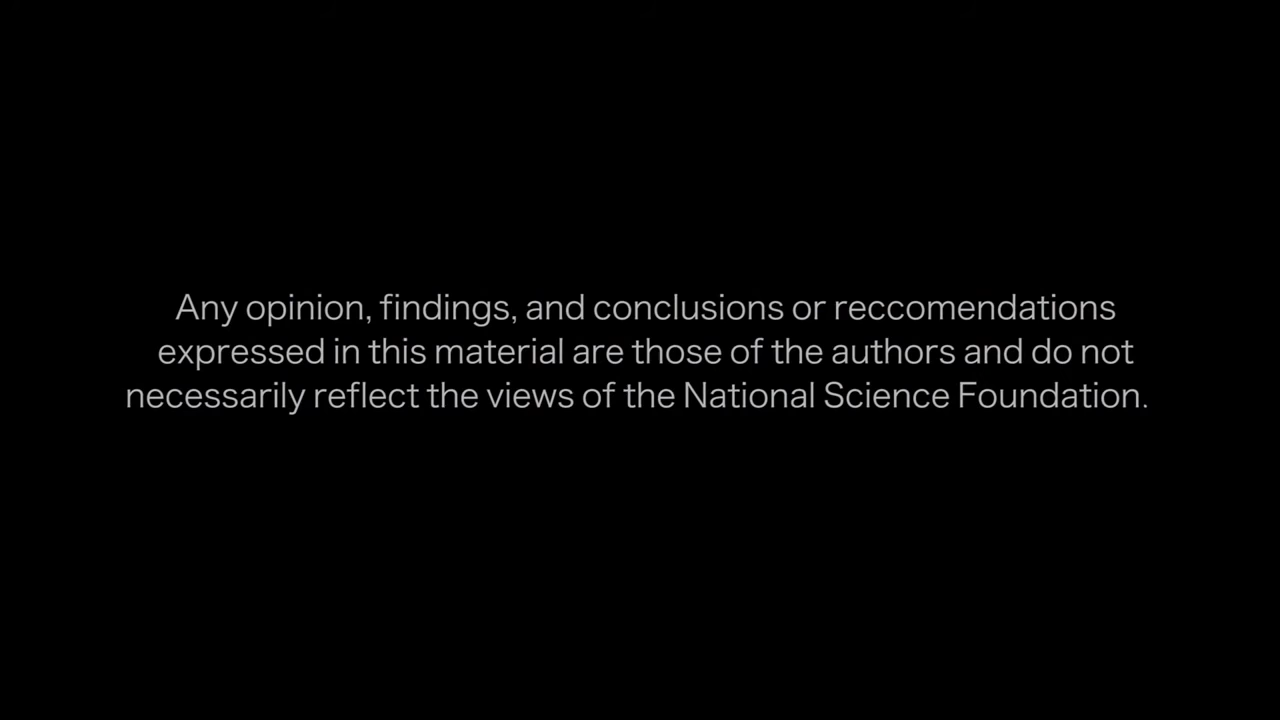 Any opinion, findings, and conclusions or reccomendations
expressed in this material are those of the authors and do not
necessarily reflect the views of the National Science Foundation.